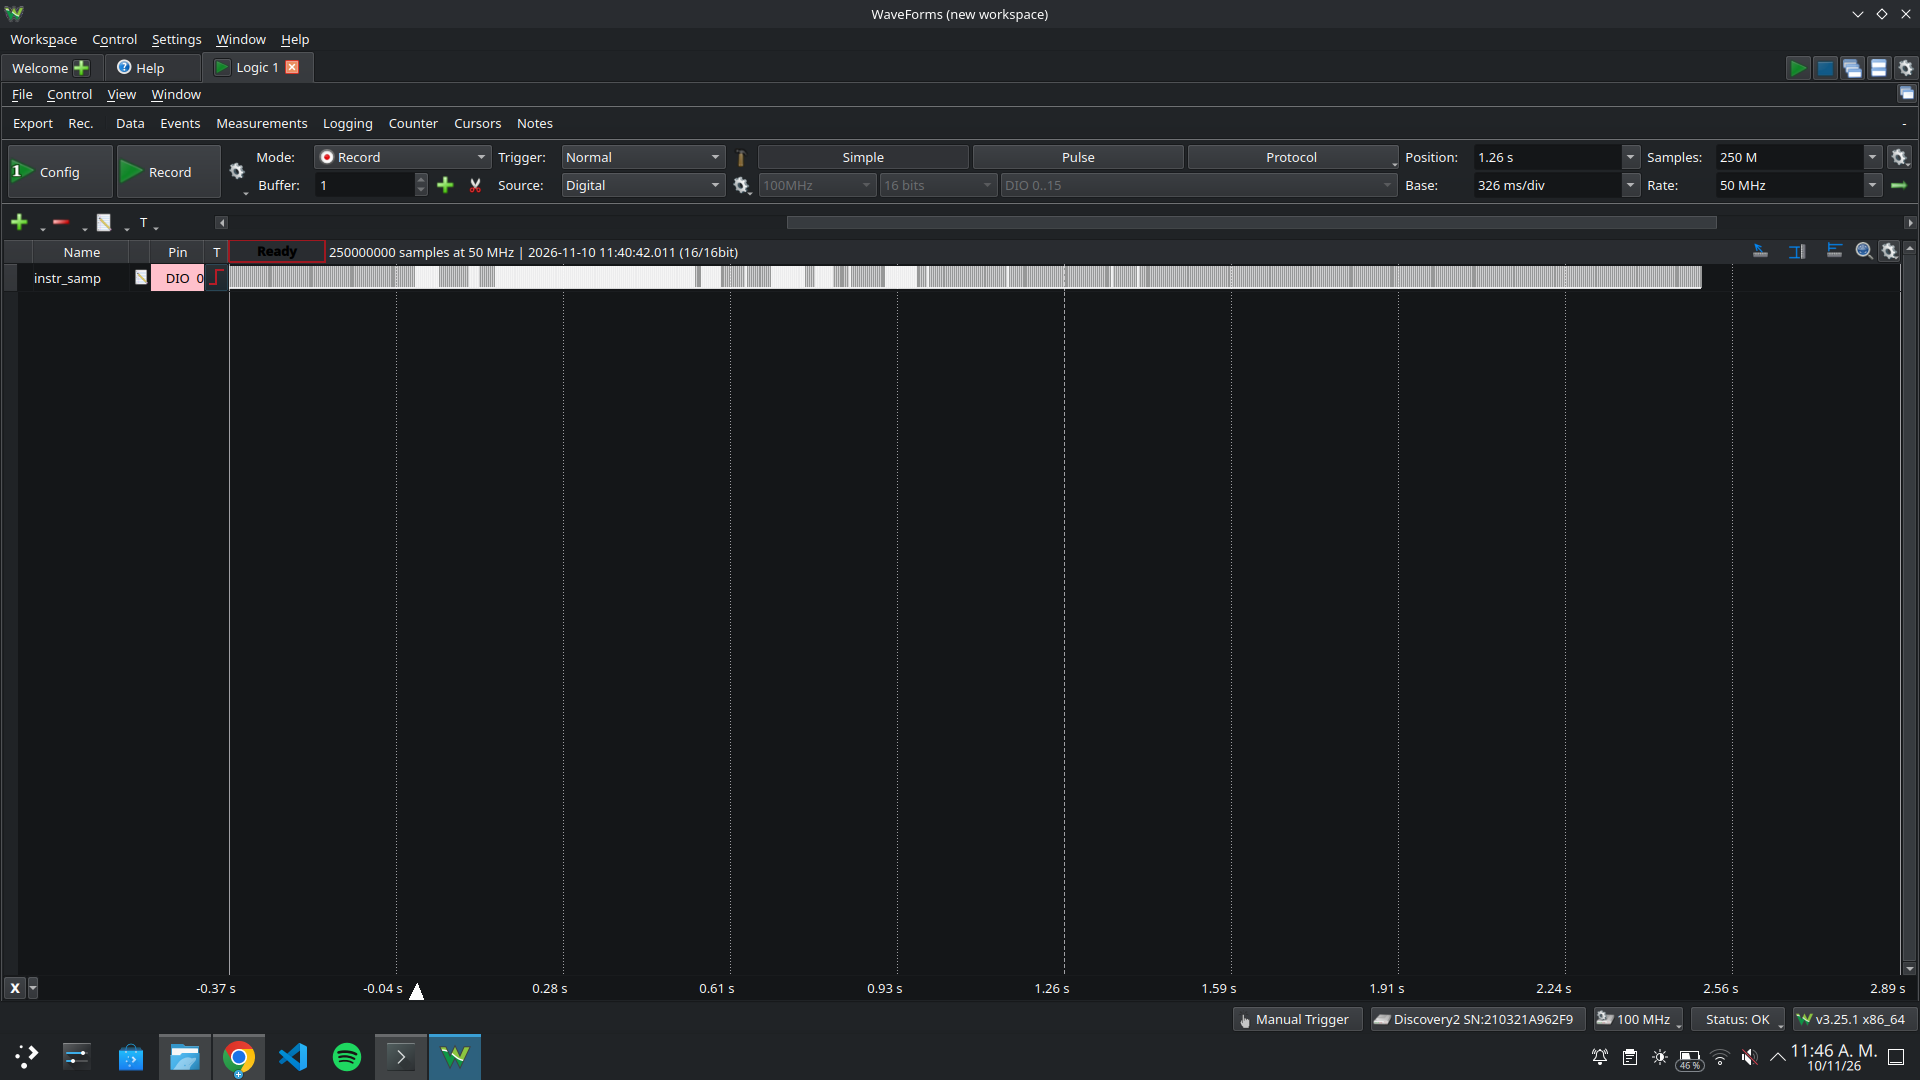 WaveForms (new workspace)
Workspace Control Settings Window Help
Welcome Help Logic 1
File Control View Window
Export Rec. Data Events Measurements Logging Counter Cursors Notes -
1 Config Record Mode: Record Trigger: Normal Simple Pulse Protocol Position: 1.26 s Samples: 250 M
Buffer: 1 Source: Digital 100MHz 16 bits DIO 0..15 Base: 326 ms/div Rate: 50 MHz
T
Name Pin T Ready 250000000 samples at 50 MHz | 2026-11-10 11:40:42.011 (16/16bit)
instr_samp DIO 0
X -0.37 s -0.04 s 0.28 s 0.61 s 0.93 s 1.26 s 1.59 s 1.91 s 2.24 s 2.56 s 2.89 s
Manual Trigger Discovery2 SN:210321A962F9 100 MHz Status: OK v3.25.1 x86_64
46 % 11:46 A. M.
10/11/26